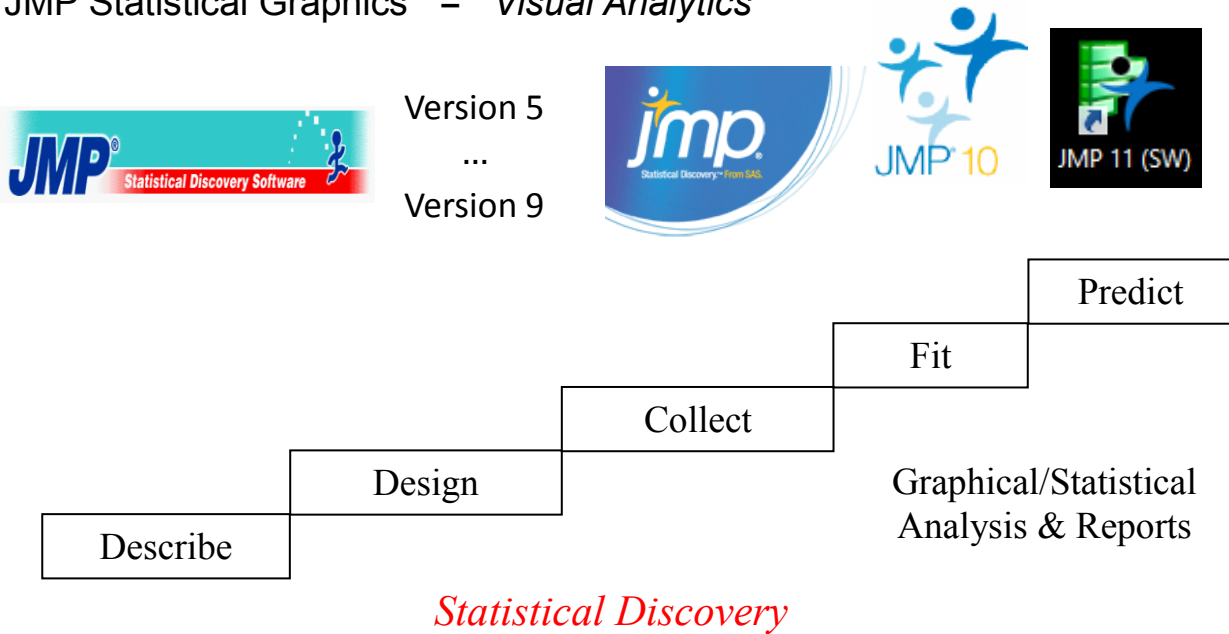 JMP Statistical Graphics = Visual Analytics
JMP®
Statistical Discovery Software
Version 5
...
Version 9
jmp®
Statistical Discovery.™ From SAS.
JMP® 10
JMP 11 (SW)
Predict
Fit
Collect
Design
Describe
Graphical/Statistical
Analysis & Reports
Statistical Discovery